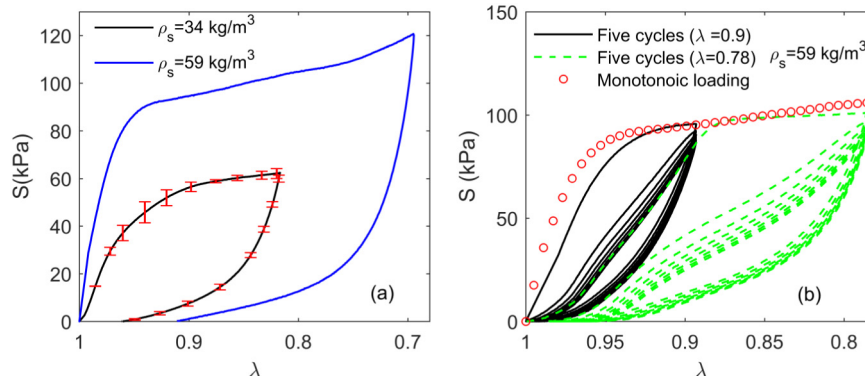 ρₛ=34 kg/m³
ρₛ=59 kg/m³
S(kPa)
120
100
80
60
40
20
0
1
0.9
0.8
0.7
λ
(a)
Five cycles (λ =0.9)
Five cycles (λ=0.78) ρₛ=59 kg/m³
Monotonoic loading
S (kPa)
150
100
50
0
1
0.95
0.9
0.85
0.8
λ
(b)